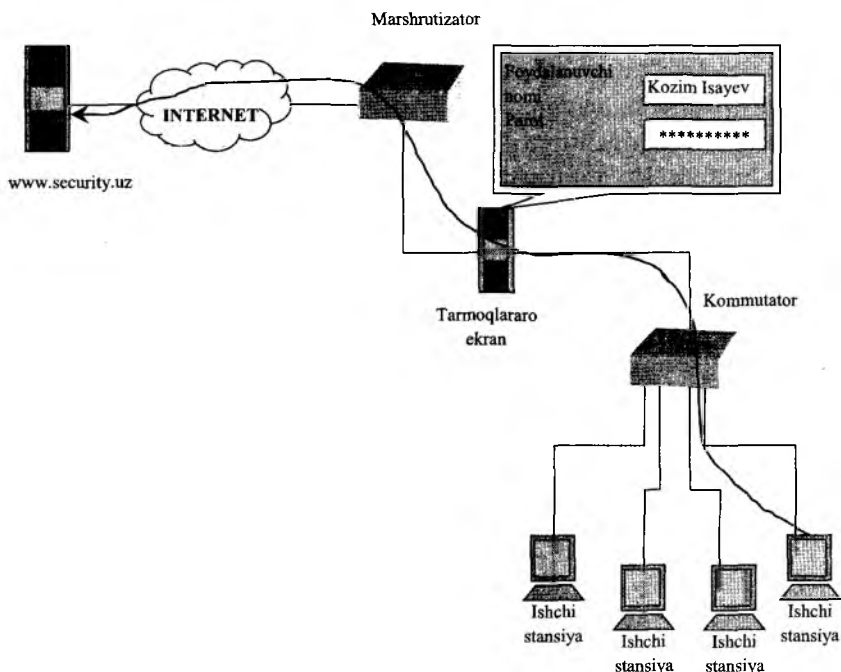 Marshrutizator
Foydalanuvchi
nomi
Kozim Isayev
Parol
**********
INTERNET
www.security.uz
Tarmoqlararo
ekran
Kommutator
Ishchi
stansiya
Ishchi
stansiya
Ishchi
stansiya
Ishchi
stansiya